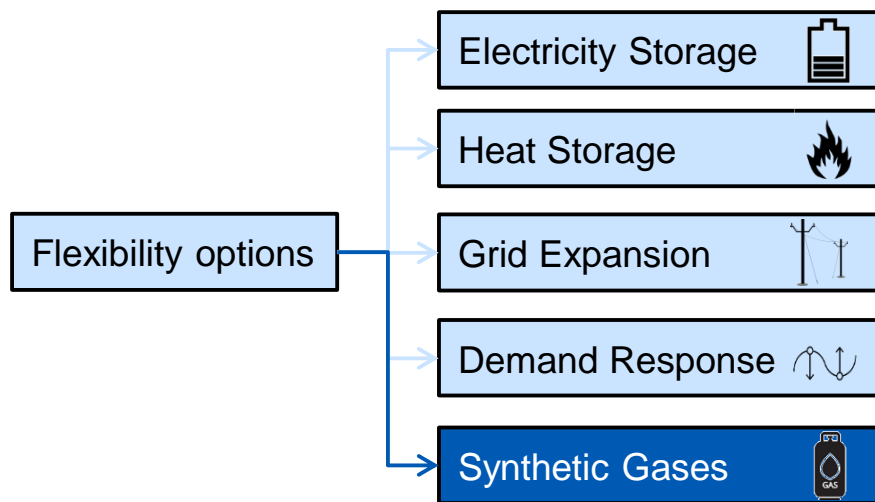 Electricity Storage
Heat Storage
Flexibility options
Grid Expansion
Demand Response
Synthetic Gases
GAS